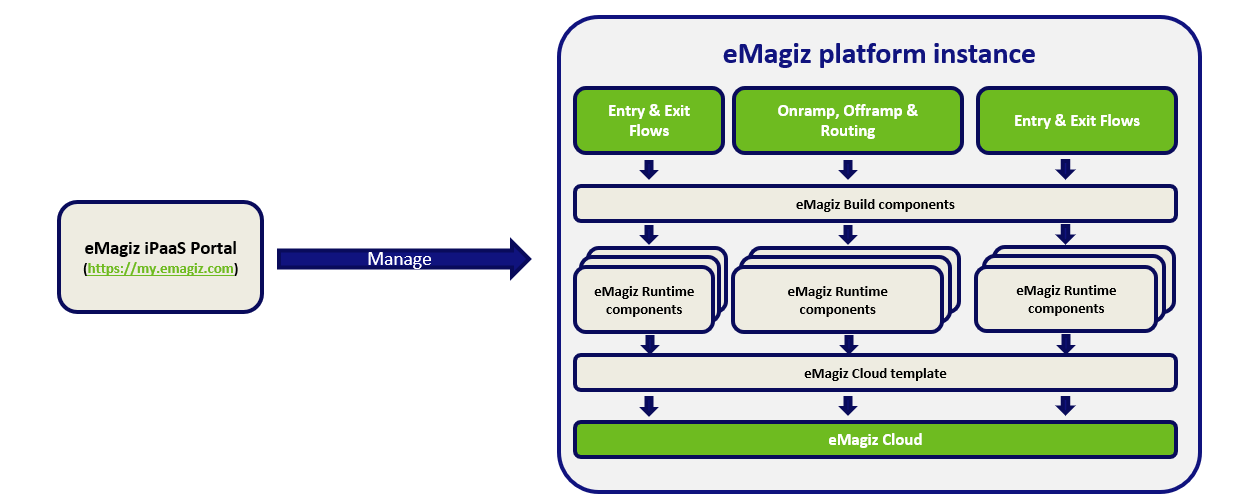 eMagiz platform instance
Entry & Exit
Flows
Onramp, Offramp &
Routing
Entry & Exit Flows
eMagiz Build components
eMagiz iPaaS Portal
(https://my.emagiz.com)
Manage
eMagiz Runtime
components
eMagiz Runtime
components
eMagiz Runtime
components
eMagiz Cloud template
eMagiz Cloud